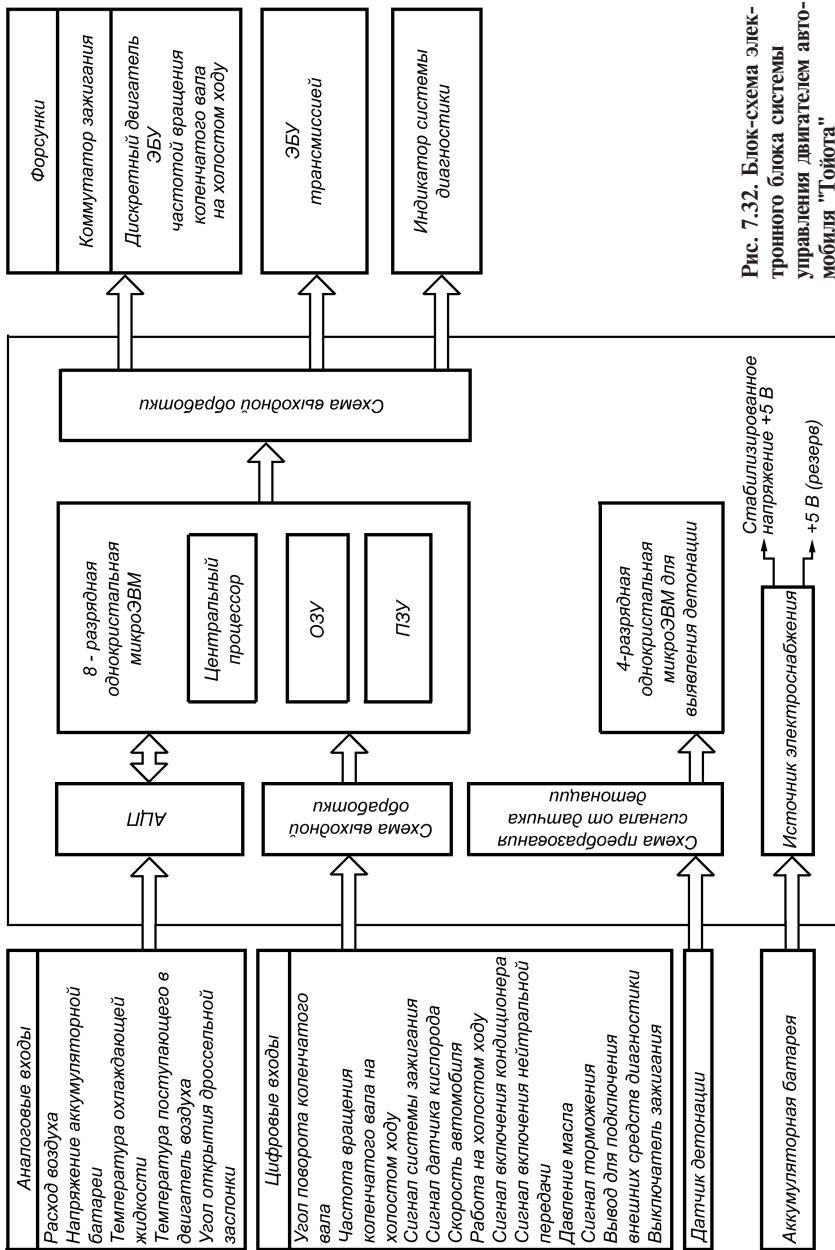 Аналоговые входы
Расход воздуха
Напряжение аккумуляторной
батареи
Температура охлаждающей
жидкости
Температура поступающего в
двигатель воздуха
Угол открытия дроссельной
заслонки
Цифровые входы
Угол поворота коленчатого
вала
Частота вращения
коленчатого вала на
холостом ходу
Сигнал системы зажигания
Сигнал датчика кислорода
Скорость автомобиля
Работа на холостом ходу
Сигнал включения кондиционера
Сигнал включения нейтральной
передачи
Давление масла
Сигнал торможения
Вывод для подключения
внешних средств диагностики
Выключатель зажигания
Датчик детонации
Аккумуляторная батарея
АЦП
Схема выходной
обработки
Схема преобразования
сигнала от датчика
детонации
Источник электроснабжения
8 - разрядная
однокристальная
микроЭВМ
Центральный
процессор
ОЗУ
ПЗУ
4-разрядная
однокристальная
микроЭВМ для
выявления детонации
Стабилизированное
напряжение +5 В
+5 В (резерв)
Схема выходной обработки
Форсунки
Коммутатор зажигания
Дискретный двигатель
ЭБУ
частотой вращения
коленчатого вала
на холостом ходу
ЭБУ
трансмиссией
Индикатор системы
диагностики
Рис. 7.32. Блок-схема элек-
тронного блока системы
управления двигателем авто-
мобиля "Тойота"